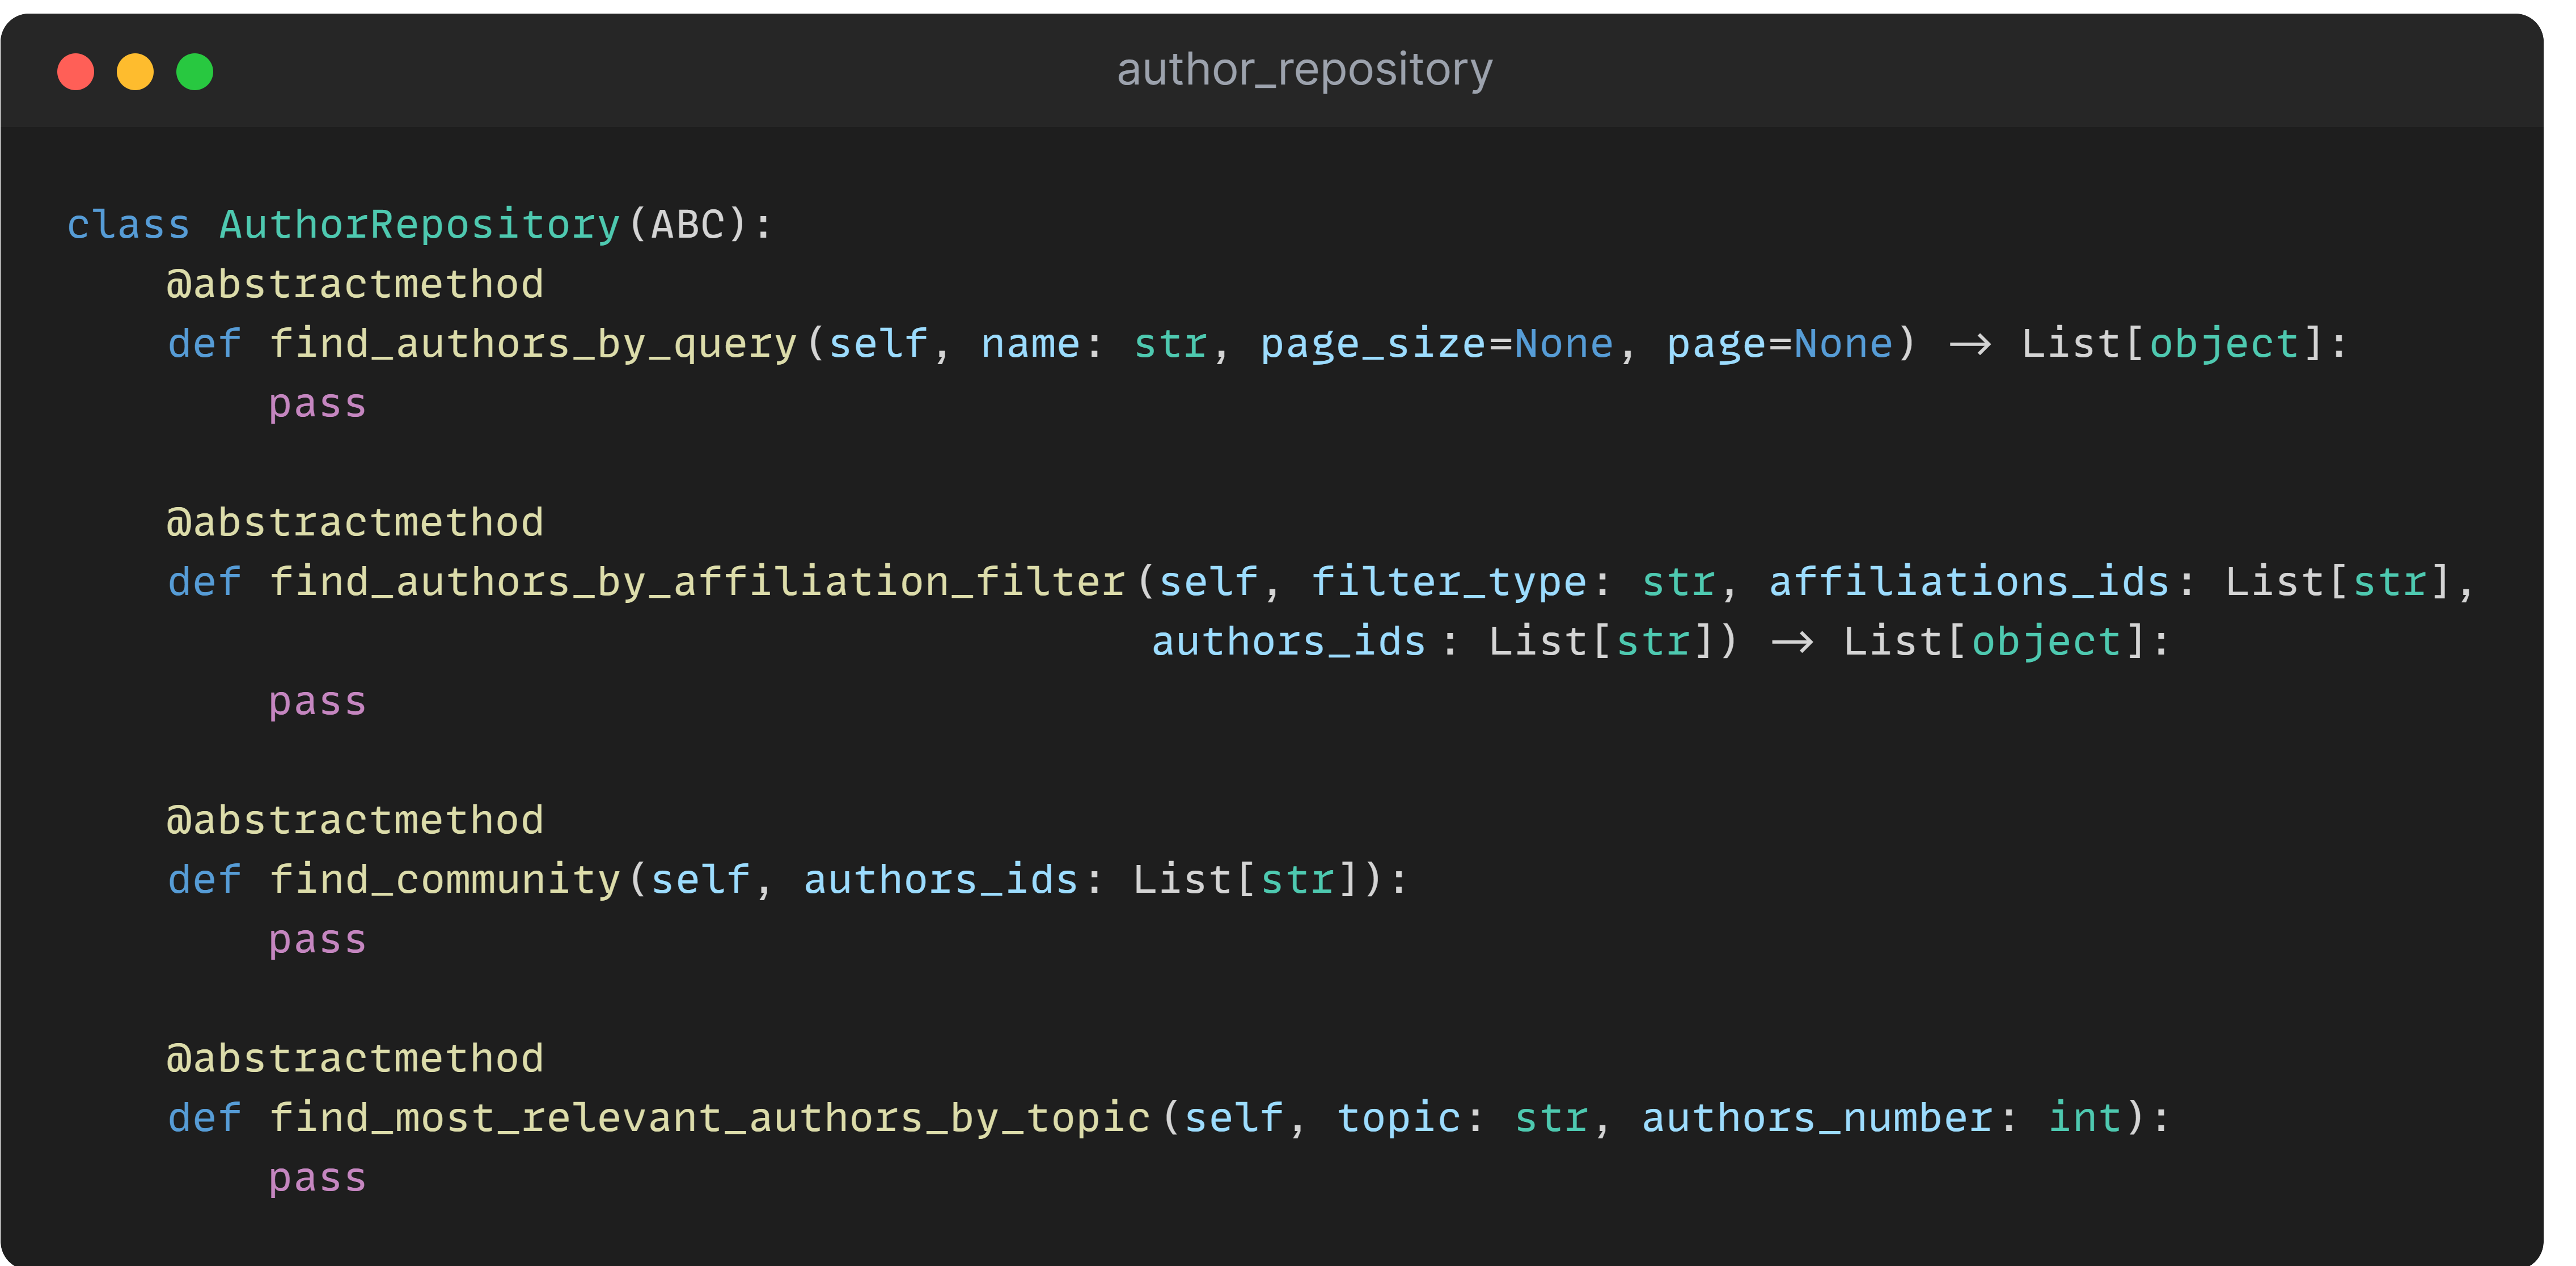 author_repository
class AuthorRepository(ABC):
    @abstractmethod
    def find_authors_by_query(self, name: str, page_size=None, page=None) → List[object]:
        pass
    @abstractmethod
    def find_authors_by_affiliation_filter(self, filter_type: str, affiliations_ids: List[str],
                                           authors_ids : List[str]) → List[object]:
        pass
    @abstractmethod
    def find_community(self, authors_ids: List[str]):
        pass
    @abstractmethod
    def find_most_relevant_authors_by_topic(self, topic: str, authors_number: int):
        pass